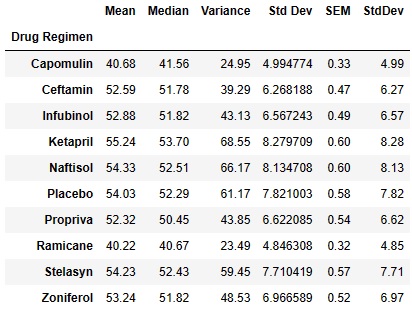 Mean Median Variance Std Dev SEM StdDev
Drug Regimen
Capomulin 40.68 41.56 24.95 4.994774 0.33 4.99
Ceftamin 52.59 51.78 39.29 6.268188 0.47 6.27
Infubinol 52.88 51.82 43.13 6.567243 0.49 6.57
Ketapril 55.24 53.70 68.55 8.279709 0.60 8.28
Naftisol 54.33 52.51 66.17 8.134708 0.60 8.13
Placebo 54.03 52.29 61.17 7.821003 0.58 7.82
Propriva 52.32 50.45 43.85 6.622085 0.54 6.62
Ramicane 40.22 40.67 23.49 4.846308 0.32 4.85
Stelasyn 54.23 52.43 59.45 7.710419 0.57 7.71
Zoniferol 53.24 51.82 48.53 6.966589 0.52 6.97